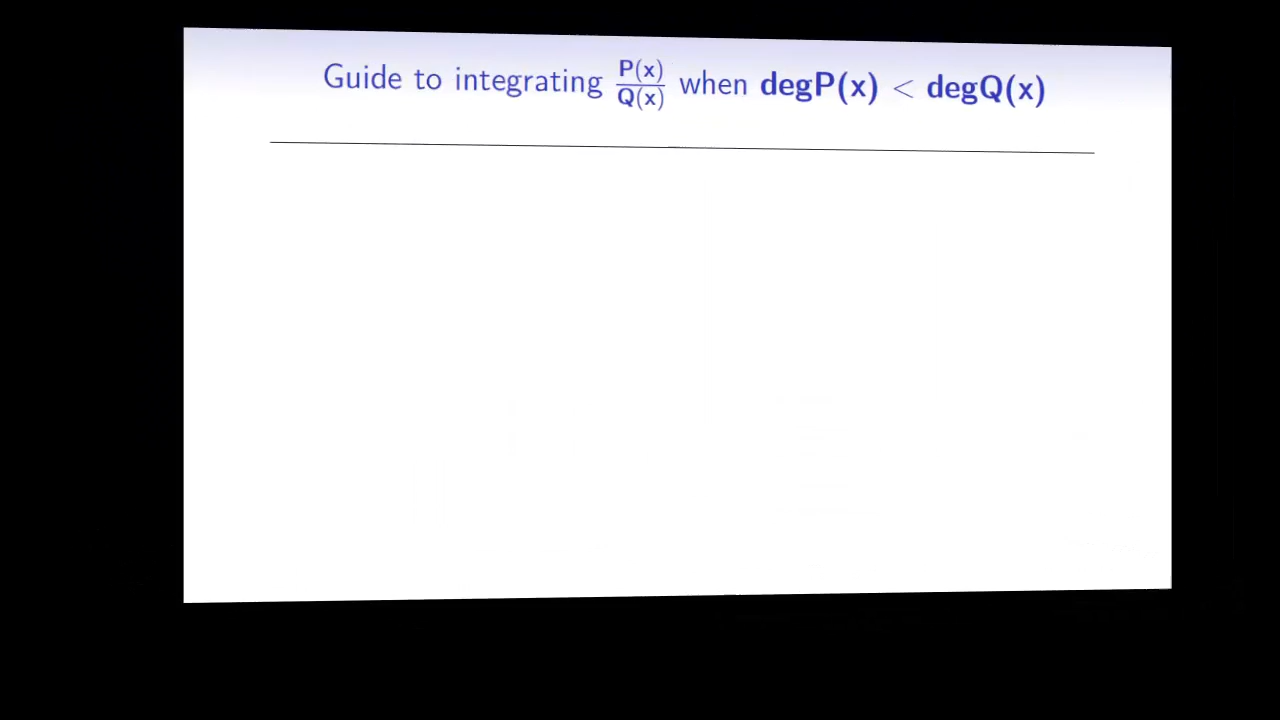 Guide to integrating P(x)/Q(x) when degP(x) < degQ(x)